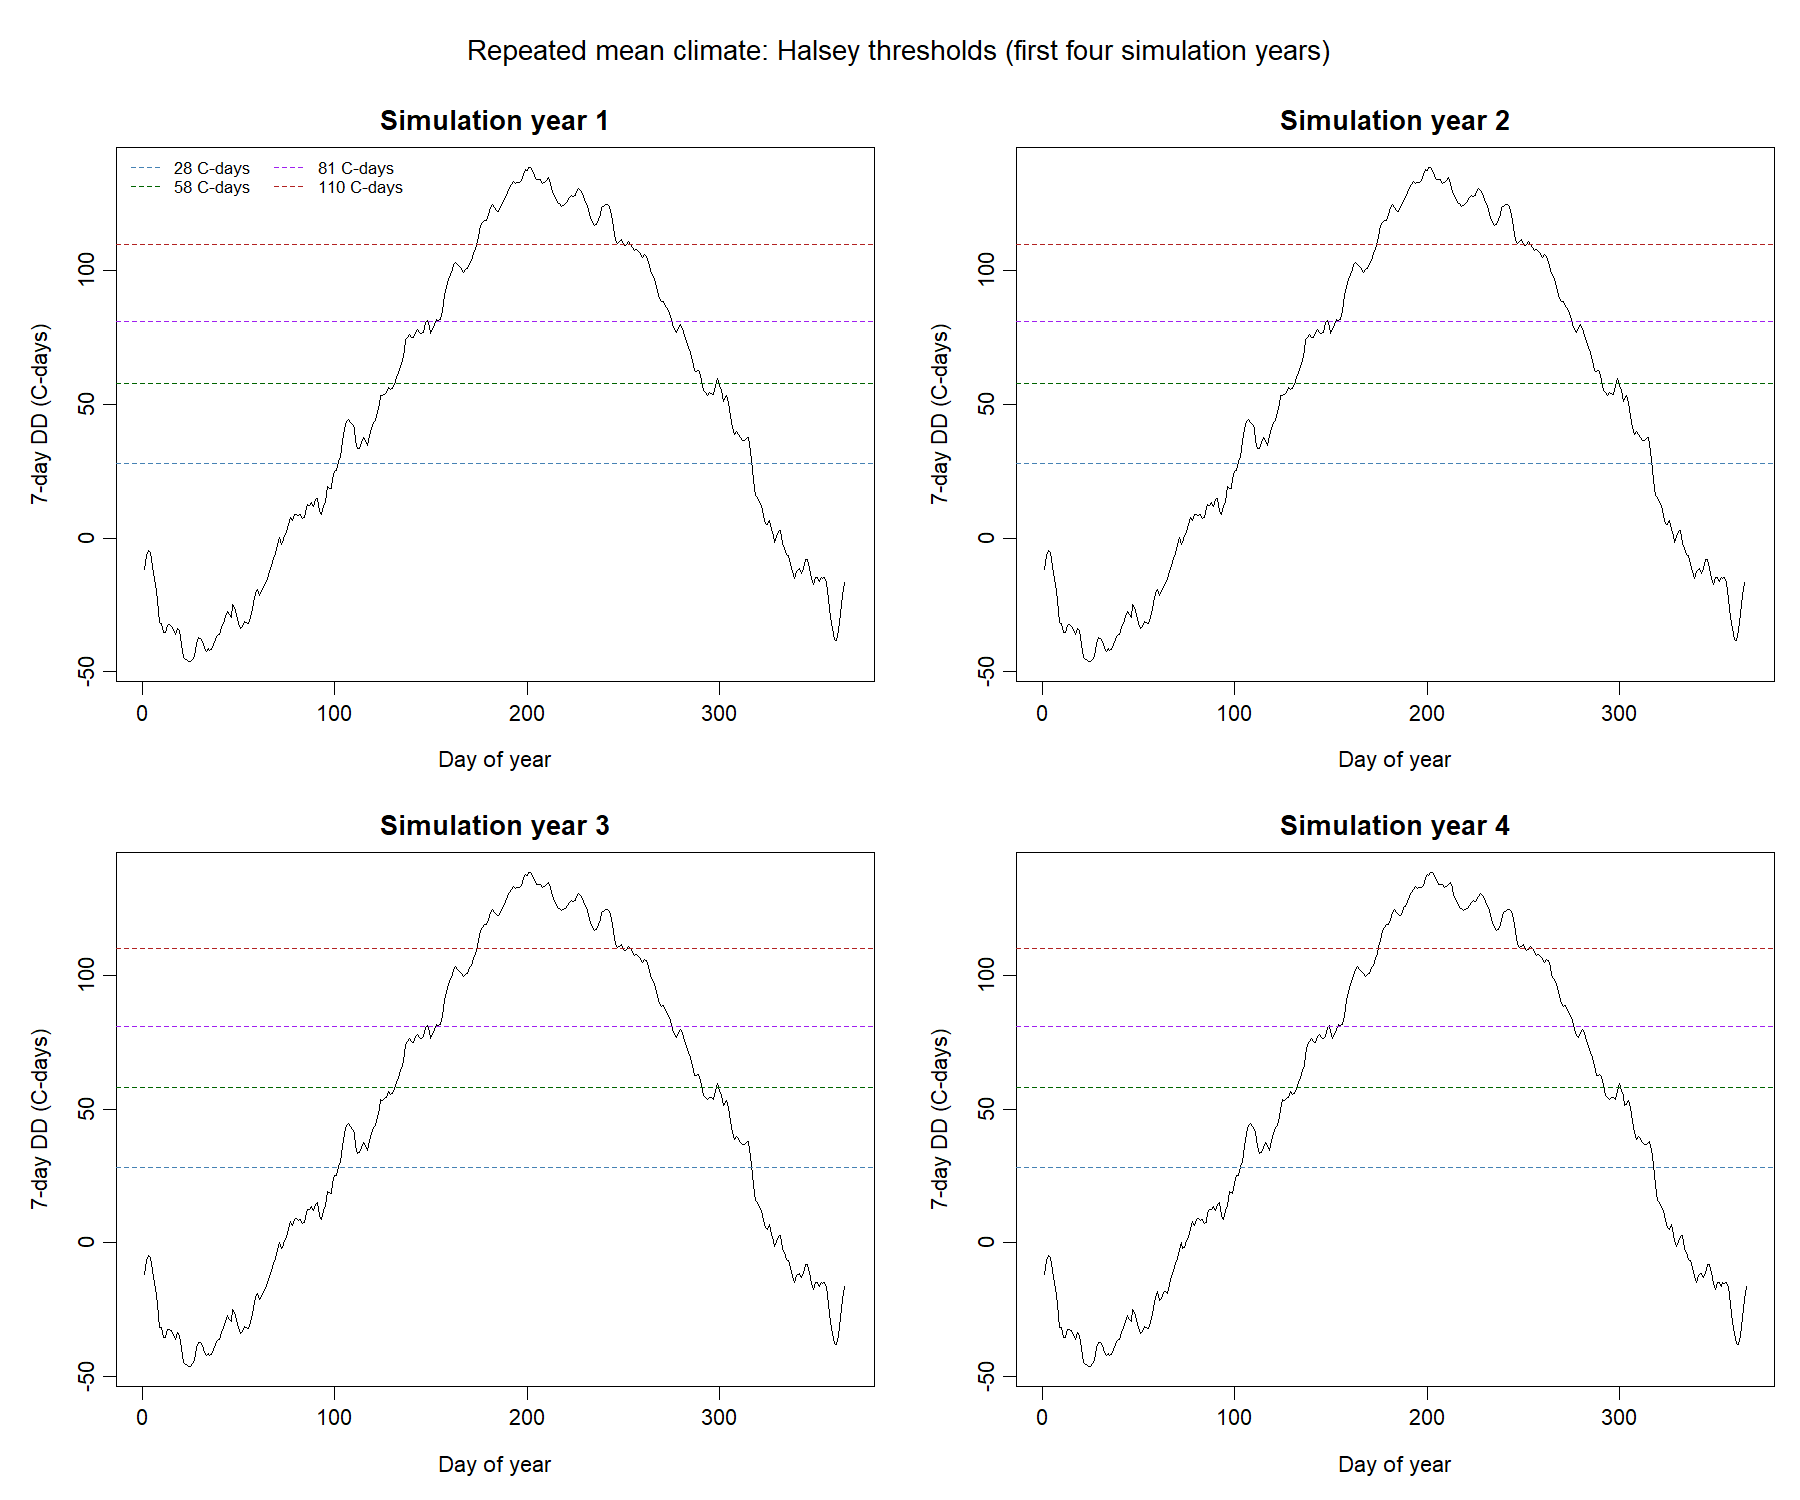 Repeated mean climate: Halsey thresholds (first four simulation years)
Simulation year 1
28 C-days 81 C-days
58 C-days 110 C-days
7-day DD (C-days)
100
50
0
-50
0 100 200 300
Day of year
Simulation year 2
7-day DD (C-days)
100
50
0
-50
0 100 200 300
Day of year
Simulation year 3
7-day DD (C-days)
100
50
0
-50
0 100 200 300
Day of year
Simulation year 4
7-day DD (C-days)
100
50
0
-50
0 100 200 300
Day of year